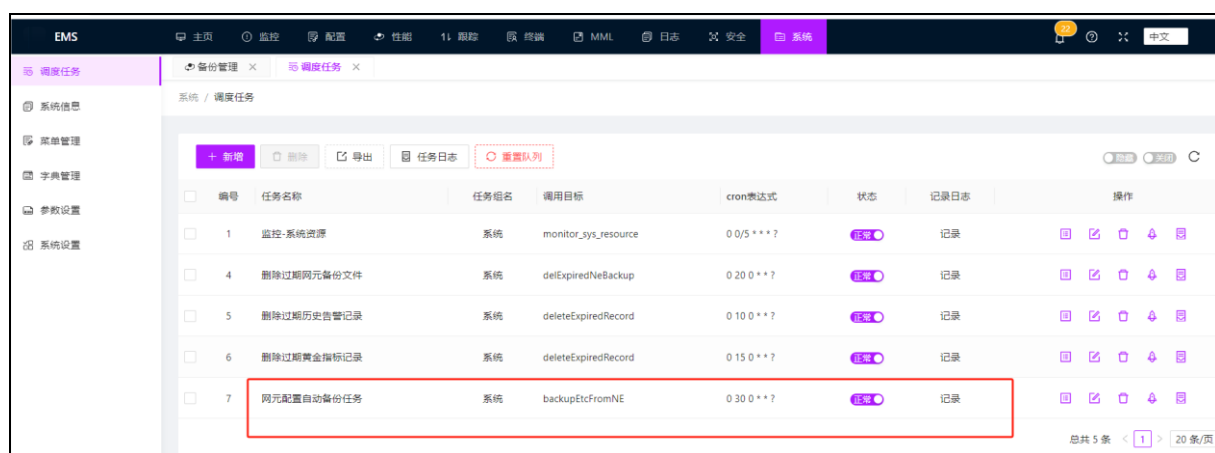 EMS 主页 监控 配置 性能 跟踪 终端 MML 日志 安全 系统 22 中文
调度任务 备份管理 调度任务
系统信息 系统 / 调度任务
菜单管理
字典管理
参数设置
系统设置
新增 删除 导出 任务日志 重置队列 隐藏 关闭
编号 任务名称 任务组名 调用目标 cron表达式 状态 记录日志 操作
1 监控-系统资源 系统 monitor_sys_resource 0 0/5 * * * ? 正常 记录
4 删除过期网元备份文件 系统 delExpiredNeBackup 0 20 0 * * ? 正常 记录
5 删除过期历史告警记录 系统 deleteExpiredRecord 0 10 0 * * ? 正常 记录
6 删除过期黄金指标记录 系统 deleteExpiredRecord 0 15 0 * * ? 正常 记录
7 网元配置自动备份任务 系统 backupEtcFromNE 0 30 0 * * ? 正常 记录
总共 5 条 < 1 > 20 条/页